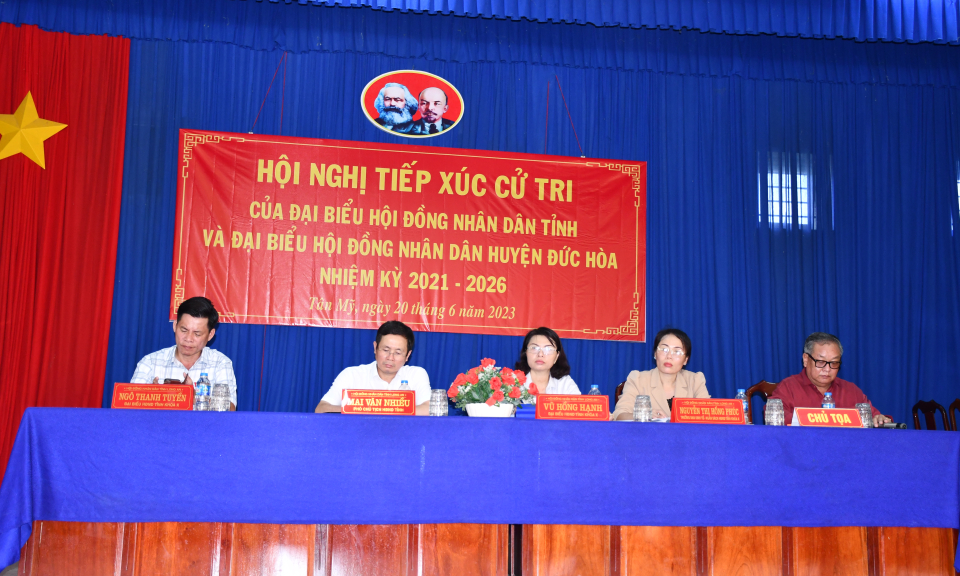 HỘI NGHỊ TIẾP XÚC CỬ TRI
CỦA ĐẠI BIỂU HỘI ĐỒNG NHÂN DÂN TỈNH
VÀ ĐẠI BIỂU HỘI ĐỒNG NHÂN DÂN HUYỆN ĐỨC HÒA
NHIỆM KỲ 2021 - 2026
Tân Mỹ, ngày 20 tháng 6 năm 2023
NGÔ THANH TUYỀN
MAI VĂN NHIỀU
PHÓ CHỦ TỊCH HĐND TỈNH
VÕ HỒNG HẠNH
NGUYỄN THỊ HỒNG PHÚC
CHỦ TỌA